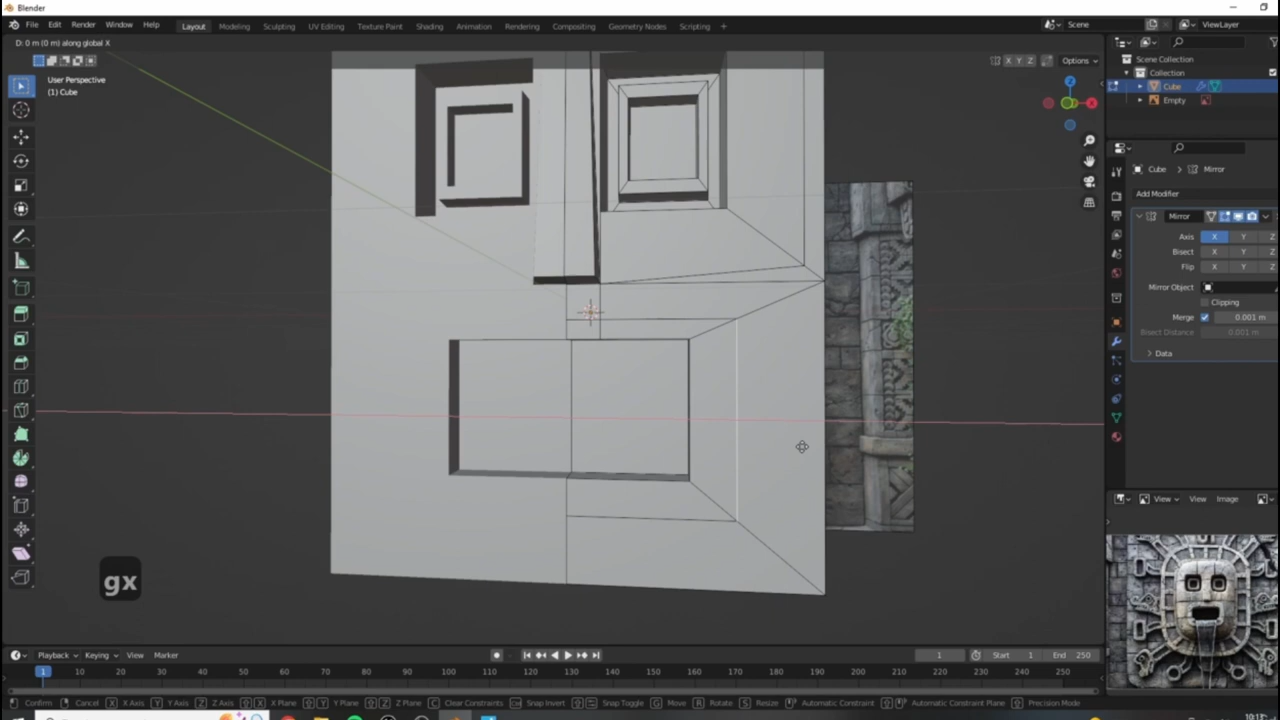 Blender
File Edit Render Window Help
Layout Modeling Sculpting UV Editing Texture Paint Shading Animation Rendering Compositing Geometry Nodes Scripting +
Scene
ViewLayer
D: 0 m (0 m) along global X
X Y Z Options
User Perspective
(1) Cube
Z
X
Scene Collection
Collection
Cube
Empty
Cube > Mirror
Add Modifier
Mirror
Axis X Y Z
Bisect X Y Z
Flip X Y Z
Mirror Object
Clipping
Merge 0.001 m
Bisect Distance 0.001 m
Data
View View Image
gx
Playback Keying View Marker
1 Start 1 End 250
1 10 20 30 40 50 60 70 80 90 100 110 120 130 140 150 160 170 180 190 200 210 220 230 240 250
Confirm Cancel X X Axis Y Y Axis Z Z Axis X X Plane Y Y Plane Z Z Plane C Clear Constraints Snap Invert Snap Toggle G Move R Rotate S Resize Automatic Constraint Automatic Constraint Plane Precision Mode